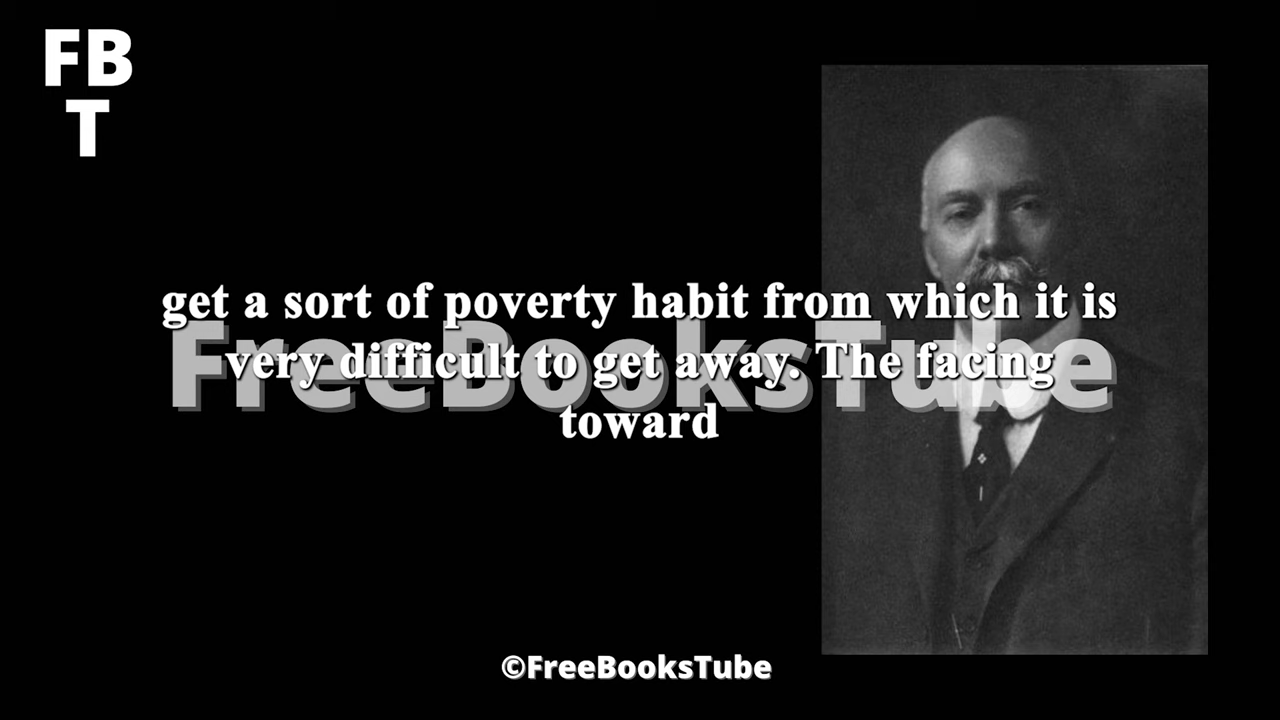 FB
T
get a sort of poverty habit from which it is
very difficult to get away. The facing
toward
FreeBooksTube
©FreeBooksTube